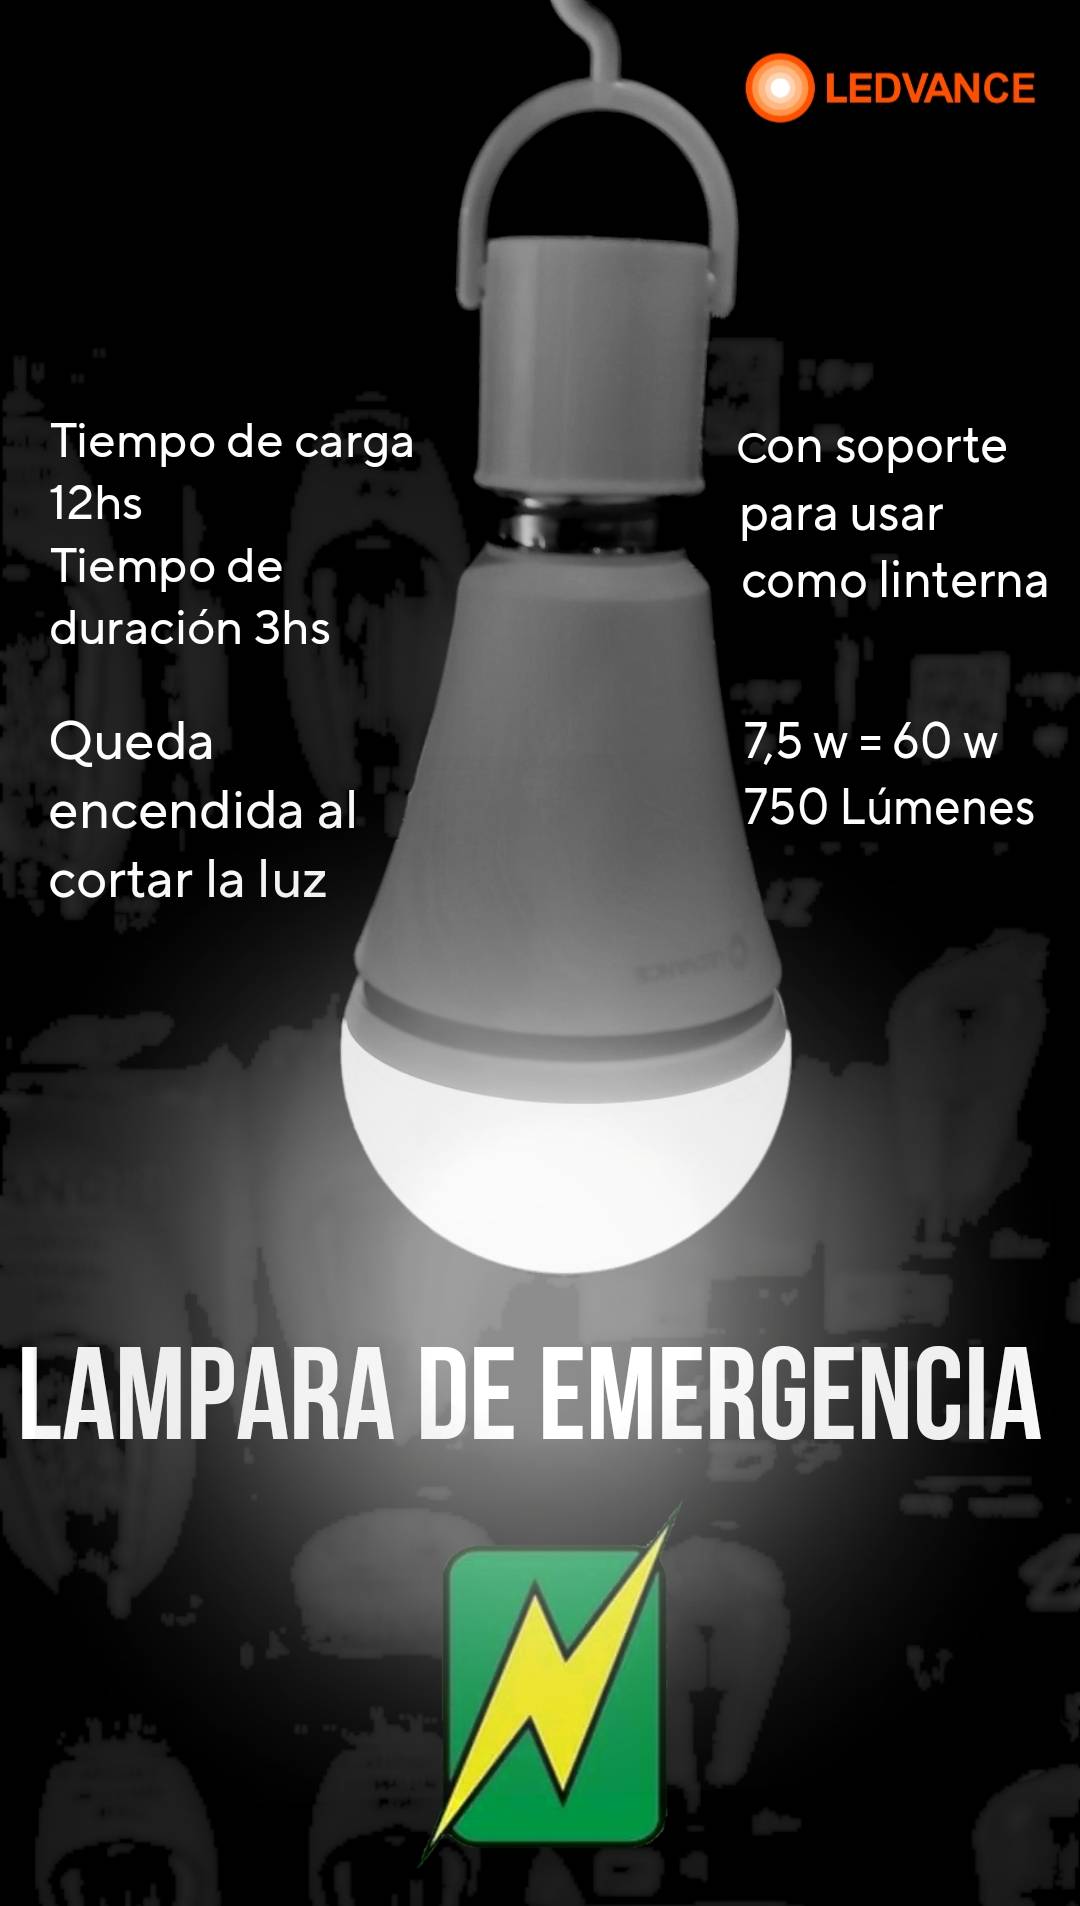 LEDVANCE
Tiempo de carga
12hs
Tiempo de
duración 3hs
Con soporte
para usar
como linterna
Queda
encendida al
cortar la luz
7,5 w = 60 w
750 Lúmenes
LAMPARA DE EMERGENCIA